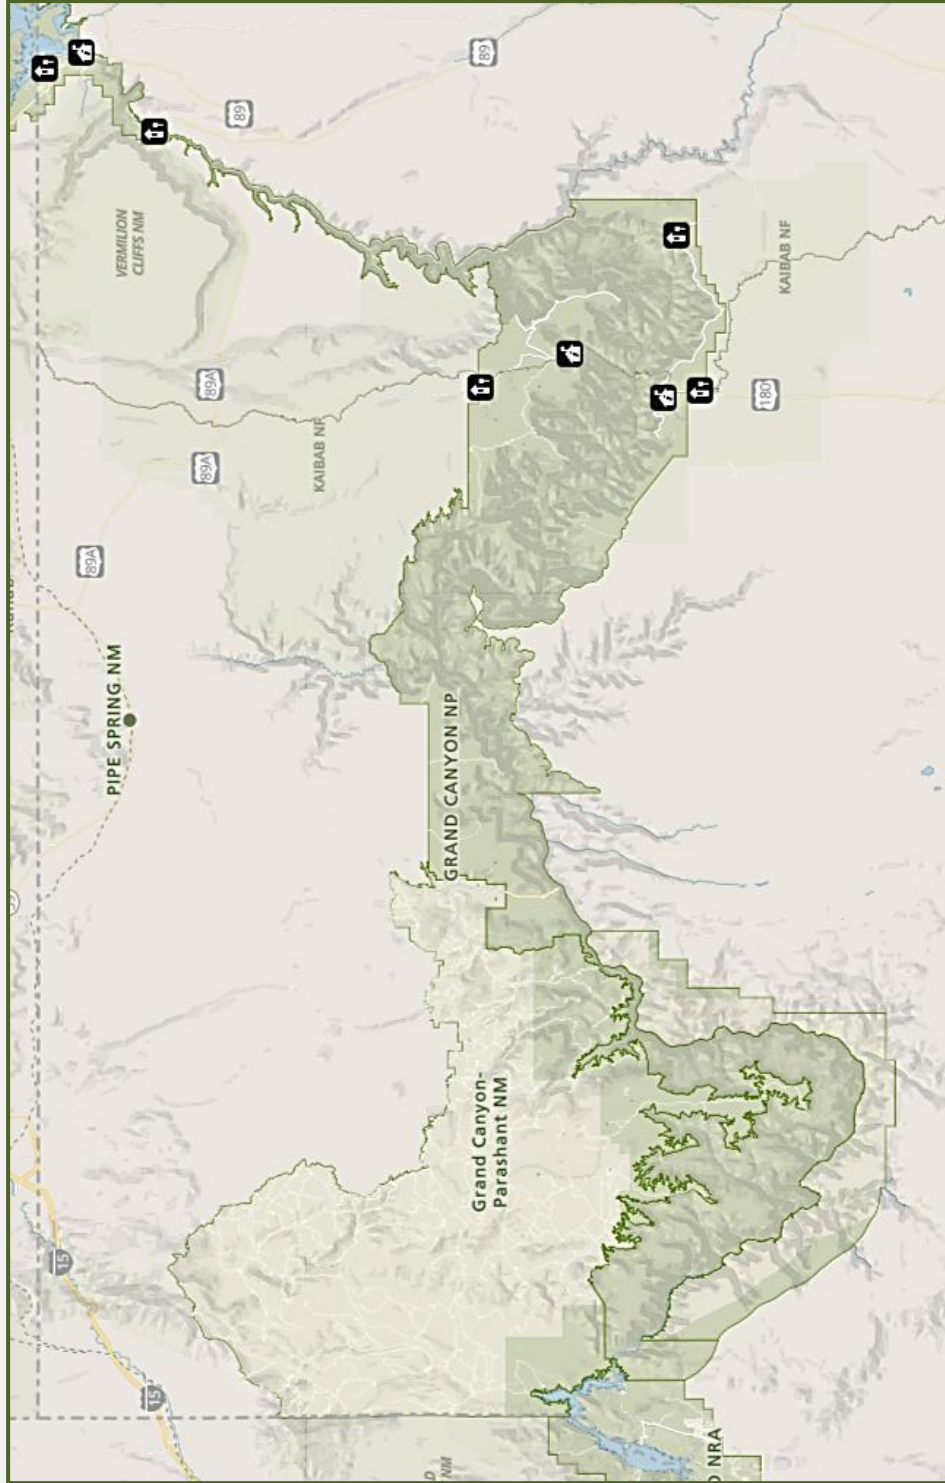 89
89
VERMILION
CLIFFS NM
KAIBAB NF
89A
180
89A
KAIBAB NF
89A
PIPE SPRING NM
GRAND CANYON NP
Grand Canyon-
Parashant NM
15
15
D
NM
D NRA